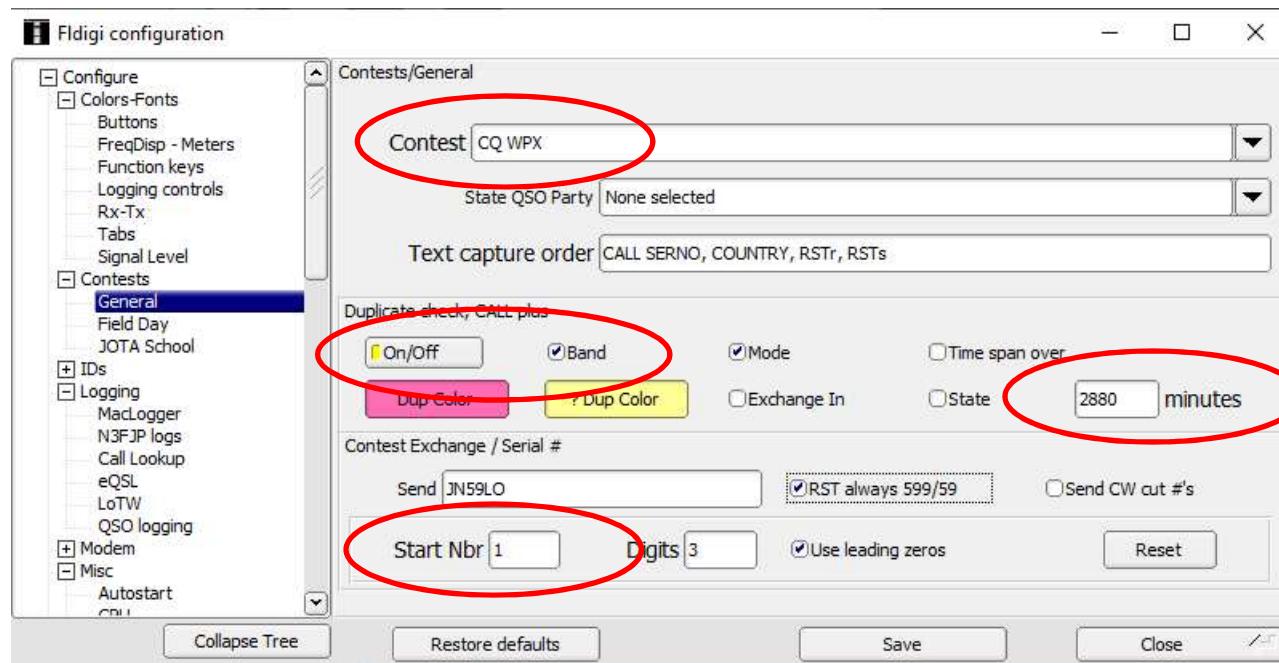 Fldigi configuration
Configure
Colors-Fonts
Buttons
FreqDisp - Meters
Function keys
Logging controls
Rx-Tx
Tabs
Signal Level
Contests
General
Field Day
JOTA School
IDs
Logging
MacLogger
N3FJP logs
Call Lookup
eQSL
LoTW
QSO logging
Modem
Misc
Autostart
CPU
Collapse Tree
Contests/General
Contest CQ WPX
State QSO Party None selected
Text capture order CALL SERNO, COUNTRY, RSTr, RSTs
Duplicate check, CALL plus
On/Off Band Mode Time span over
Dup Color ? Dup Color Exchange In State 2880 minutes
Contest Exchange / Serial #
Send JN59LO RST always 599/59 Send CW cut #'s
Start Nbr 1 Digits 3 Use leading zeros Reset
Restore defaults Save Close